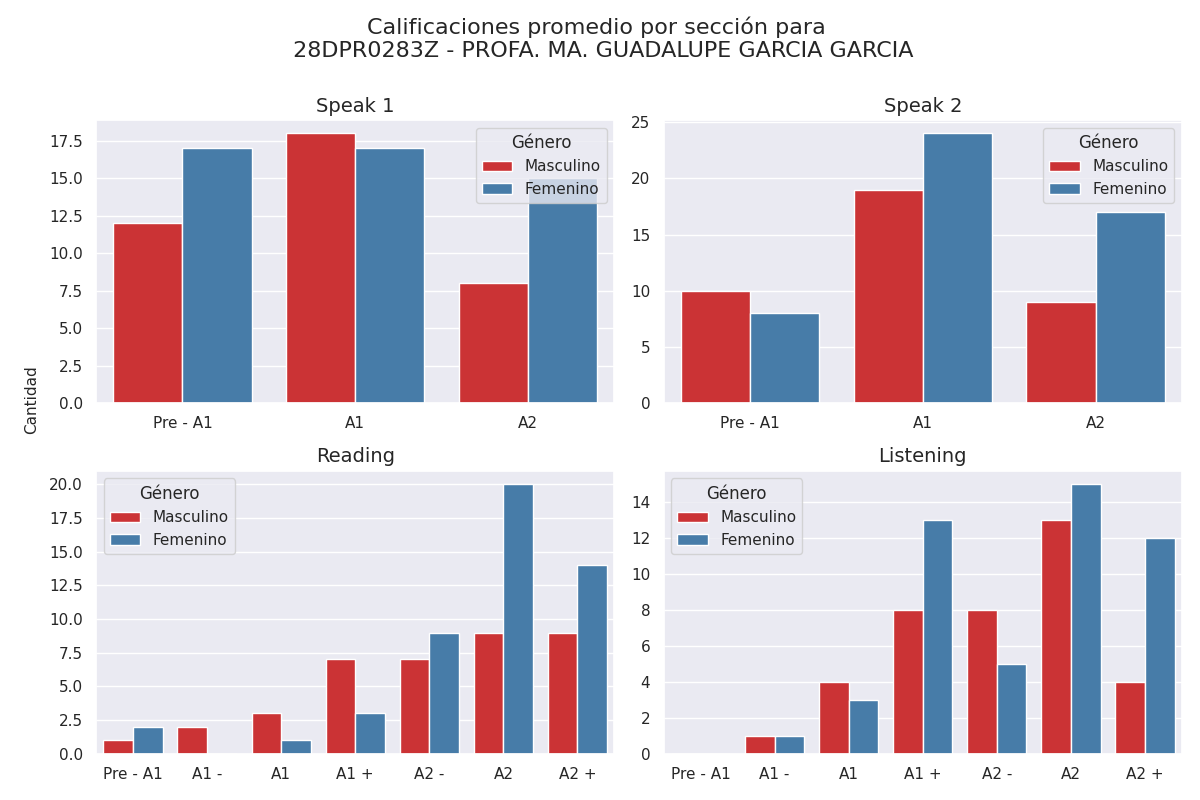 Calificaciones promedio por sección para
28DPR0283Z - PROFA. MA. GUADALUPE GARCIA GARCIA
Cantidad
Speak 1
17.5
15.0
12.5
10.0
7.5
5.0
2.5
0.0
Género
Masculino
Femenino
Pre - A1
A1
A2
Speak 2
25
20
15
10
5
0
Género
Masculino
Femenino
Pre - A1
A1
A2
Reading
20.0
17.5
15.0
12.5
10.0
7.5
5.0
2.5
0.0
Género
Masculino
Femenino
Pre - A1
A1 -
A1
A1 +
A2 -
A2
A2 +
Listening
14
12
10
8
6
4
2
0
Género
Masculino
Femenino
Pre - A1
A1 -
A1
A1 +
A2 -
A2
A2 +